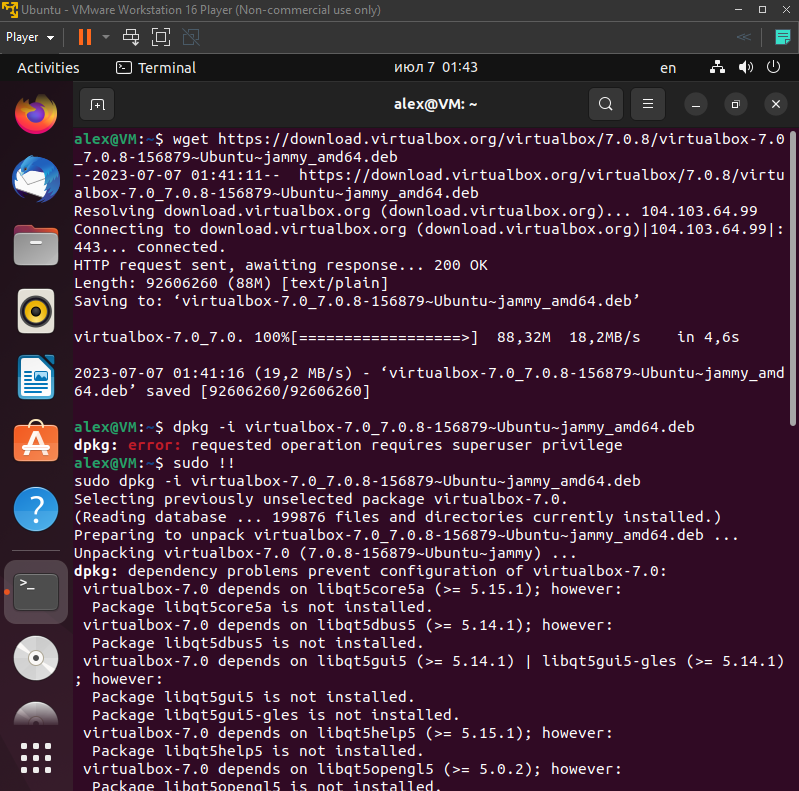 Ubuntu - VMware Workstation 16 Player (Non-commercial use only)
Player
Activities
Terminal
июл 7 01:43
en
alex@VM: ~
alex@VM:~$ wget https://download.virtualbox.org/virtualbox/7.0.8/virtualbox-7.0
_7.0.8-156879~Ubuntu~jammy_amd64.deb
--2023-07-07 01:41:11--  https://download.virtualbox.org/virtualbox/7.0.8/virtu
albox-7.0_7.0.8-156879~Ubuntu~jammy_amd64.deb
Resolving download.virtualbox.org (download.virtualbox.org)... 104.103.64.99
Connecting to download.virtualbox.org (download.virtualbox.org)|104.103.64.99|:
443... connected.
HTTP request sent, awaiting response... 200 OK
Length: 92606260 (88M) [text/plain]
Saving to: ‘virtualbox-7.0_7.0.8-156879~Ubuntu~jammy_amd64.deb’
virtualbox-7.0_7.0. 100%[==================>]  88,32M  18,2MB/s    in 4,6s
2023-07-07 01:41:16 (19,2 MB/s) - ‘virtualbox-7.0_7.0.8-156879~Ubuntu~jammy_amd
64.deb’ saved [92606260/92606260]
alex@VM:~$ dpkg -i virtualbox-7.0_7.0.8-156879~Ubuntu~jammy_amd64.deb
dpkg: error: requested operation requires superuser privilege
alex@VM:~$ sudo !!
sudo dpkg -i virtualbox-7.0_7.0.8-156879~Ubuntu~jammy_amd64.deb
Selecting previously unselected package virtualbox-7.0.
(Reading database ... 199876 files and directories currently installed.)
Preparing to unpack virtualbox-7.0_7.0.8-156879~Ubuntu~jammy_amd64.deb ...
Unpacking virtualbox-7.0 (7.0.8-156879~Ubuntu~jammy) ...
dpkg: dependency problems prevent configuration of virtualbox-7.0:
 virtualbox-7.0 depends on libqt5core5a (>= 5.15.1); however:
  Package libqt5core5a is not installed.
 virtualbox-7.0 depends on libqt5dbus5 (>= 5.14.1); however:
  Package libqt5dbus5 is not installed.
 virtualbox-7.0 depends on libqt5gui5 (>= 5.14.1) | libqt5gui5-gles (>= 5.14.1)
; however:
  Package libqt5gui5 is not installed.
  Package libqt5gui5-gles is not installed.
 virtualbox-7.0 depends on libqt5help5 (>= 5.15.1); however:
  Package libqt5help5 is not installed.
 virtualbox-7.0 depends on libqt5opengl5 (>= 5.0.2); however:
  Package libqt5opengl5 is not installed.